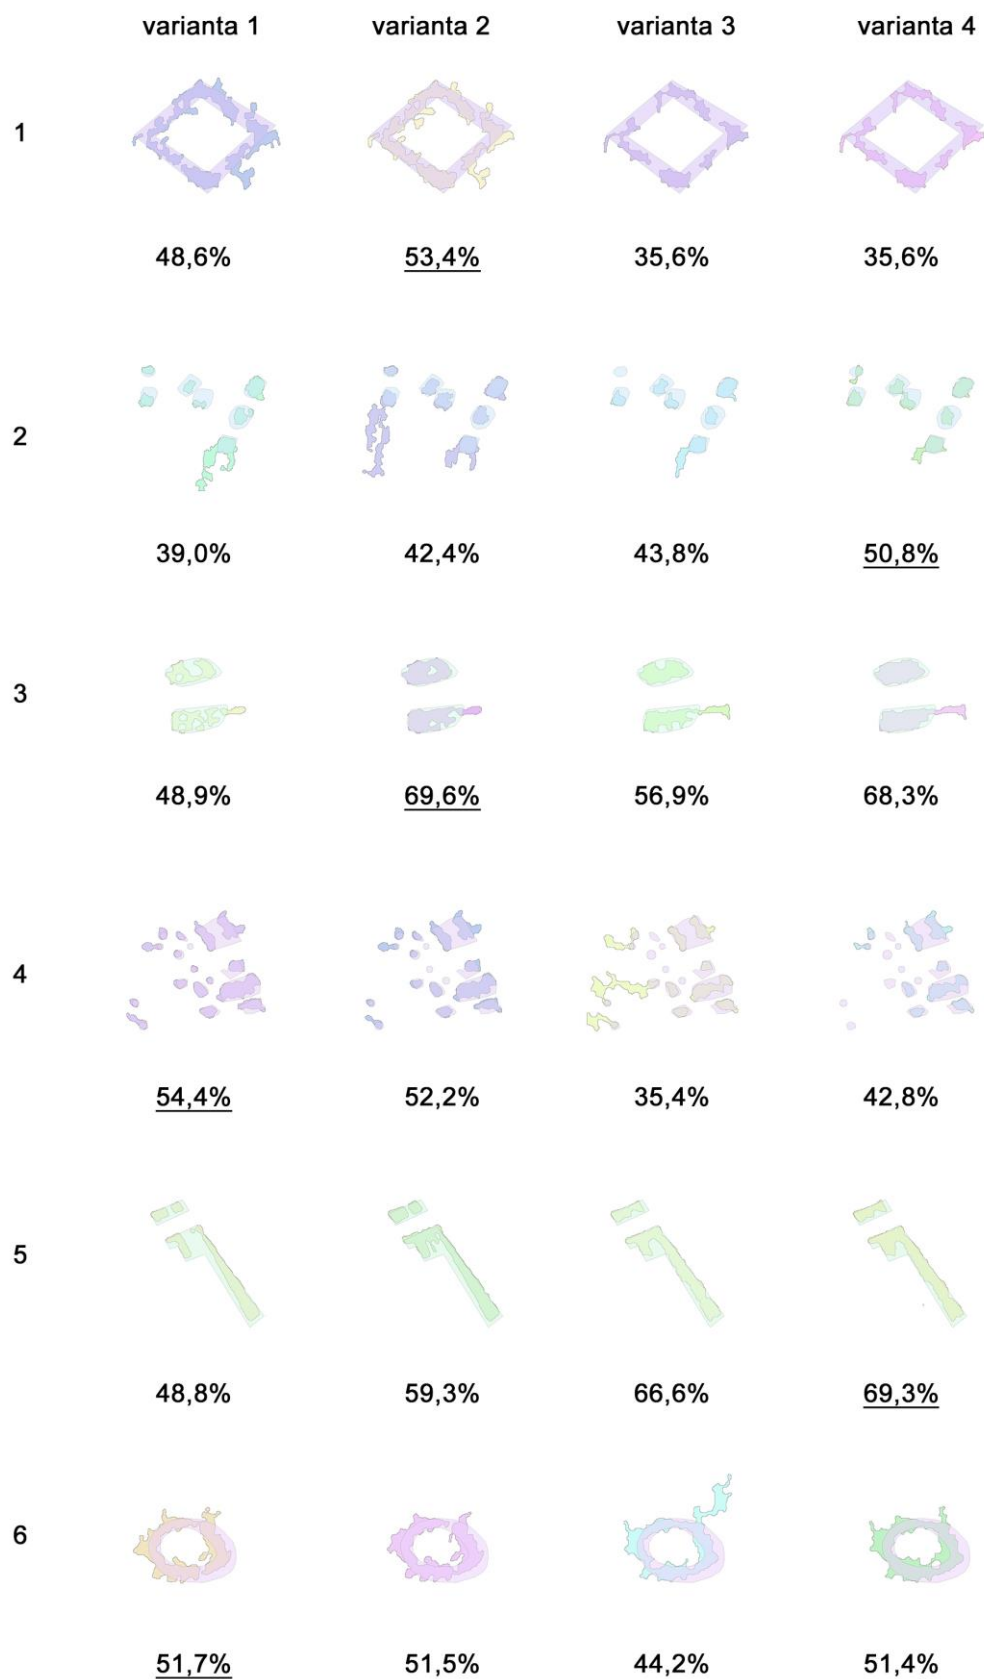 varianta 1 varianta 2 varianta 3 varianta 4
1
48,6% 53,4% 35,6% 35,6%
2
39,0% 42,4% 43,8% 50,8%
3
48,9% 69,6% 56,9% 68,3%
4
54,4% 52,2% 35,4% 42,8%
5
48,8% 59,3% 66,6% 69,3%
6
51,7% 51,5% 44,2% 51,4%